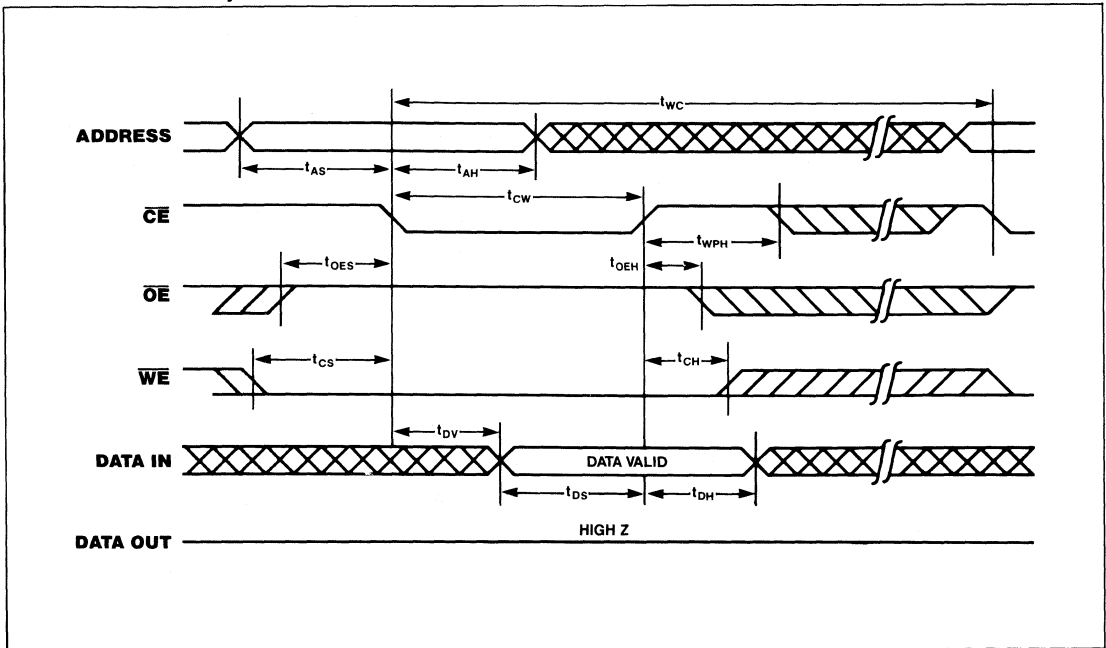 tWC
ADDRESS
tAS
tAH
tCW
CE
tWPH
tOES
tOEH
OE
tCS
tCH
WE
tDV
DATA IN
DATA VALID
tDS
tDH
HIGH Z
DATA OUT